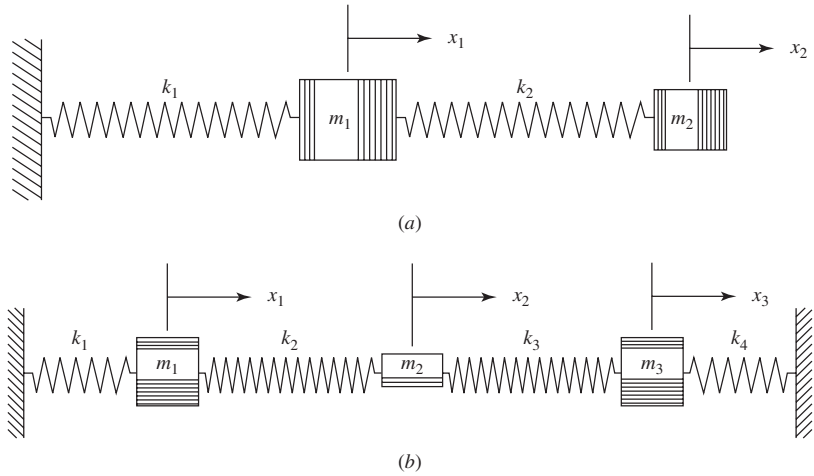 x₁
x₂
k₁
k₂
m₁
m₂
(a)
x₁
x₂
x₃
k₁
k₂
k₃
k₄
m₁
m₂
m₃
(b)